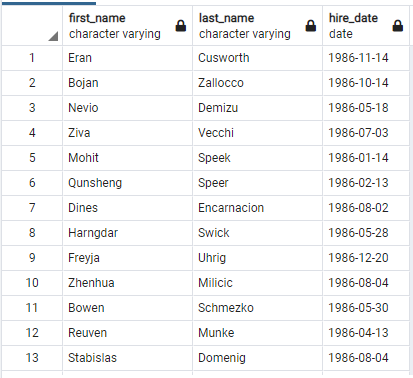 first_name last_name hire_date
character varying character varying date
1 Eran Cusworth 1986-11-14
2 Bojan Zallocco 1986-10-14
3 Nevio Demizu 1986-05-18
4 Ziva Vecchi 1986-07-03
5 Mohit Speek 1986-01-14
6 Qunsheng Speer 1986-02-13
7 Dines Encarnacion 1986-08-02
8 Harngdar Swick 1986-05-28
9 Freyja Uhrig 1986-12-20
10 Zhenhua Milicic 1986-08-04
11 Bowen Schmezko 1986-05-30
12 Reuven Munke 1986-04-13
13 Stabislas Domenig 1986-08-04